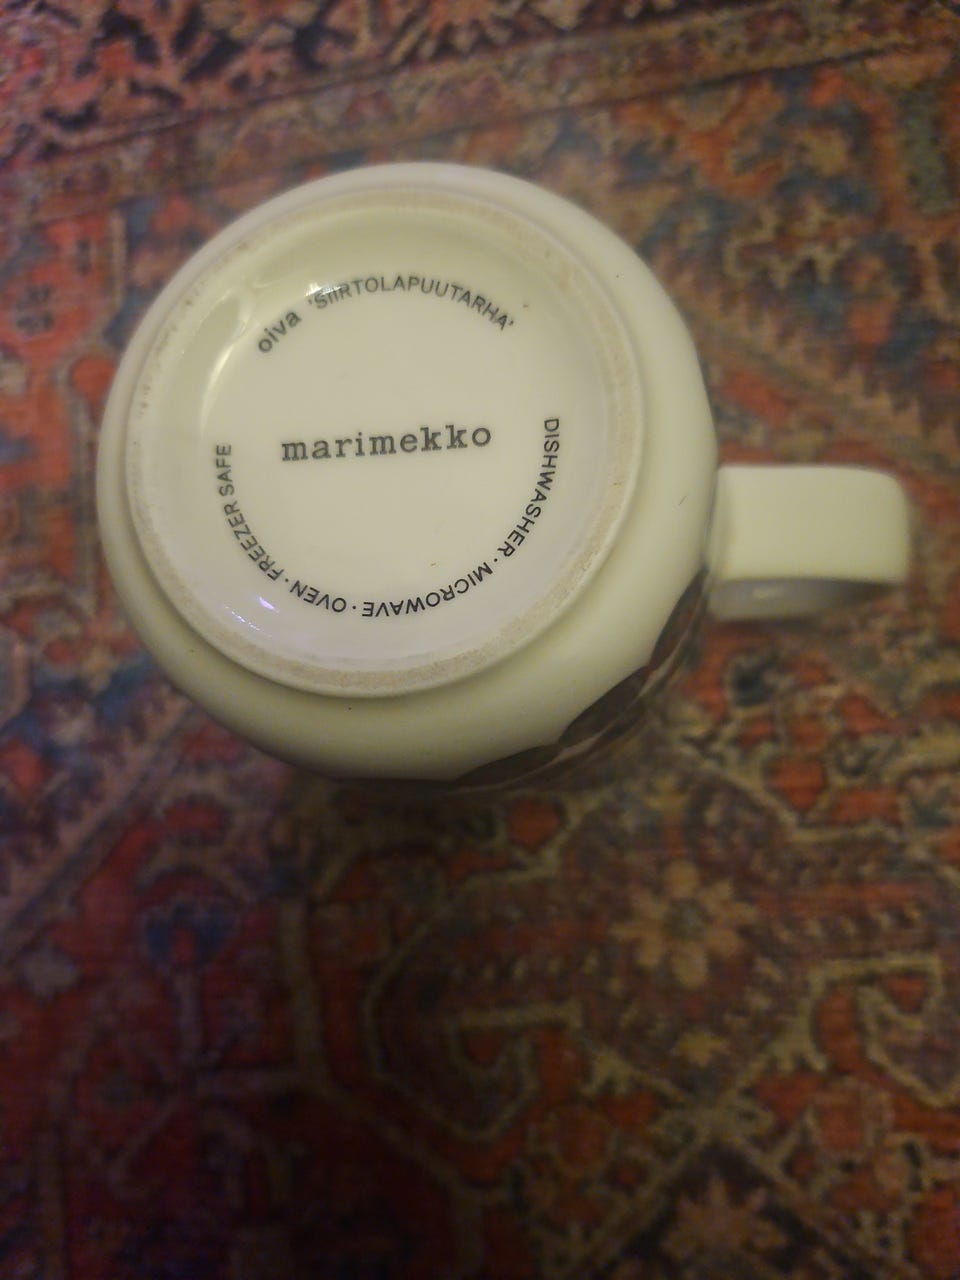 oiva 'SIIRTOLAPUUTARHA'
marimekko
DISHWASHER · MICROWAVE · OVEN · FREEZER SAFE